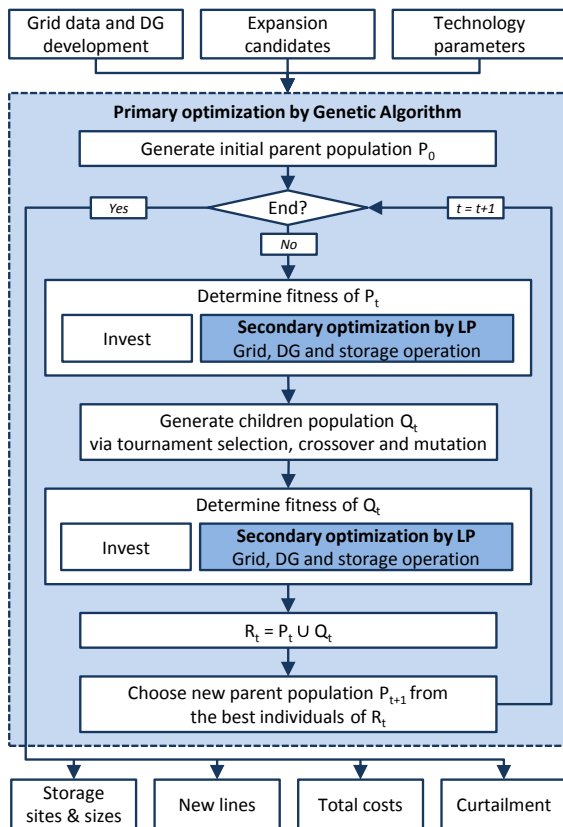 Grid data and DG
development
Expansion
candidates
Technology
parameters
Primary optimization by Genetic Algorithm
Generate initial parent population P₀
Yes
End?
t = t+1
No
Determine fitness of Pₜ
Invest
Secondary optimization by LP
Grid, DG and storage operation
Generate children population Qₜ
via tournament selection, crossover and mutation
Determine fitness of Qₜ
Invest
Secondary optimization by LP
Grid, DG and storage operation
Rₜ = Pₜ ∪ Qₜ
Choose new parent population Pₜ₊₁ from
the best individuals of Rₜ
Storage
sites & sizes
New lines
Total costs
Curtailment